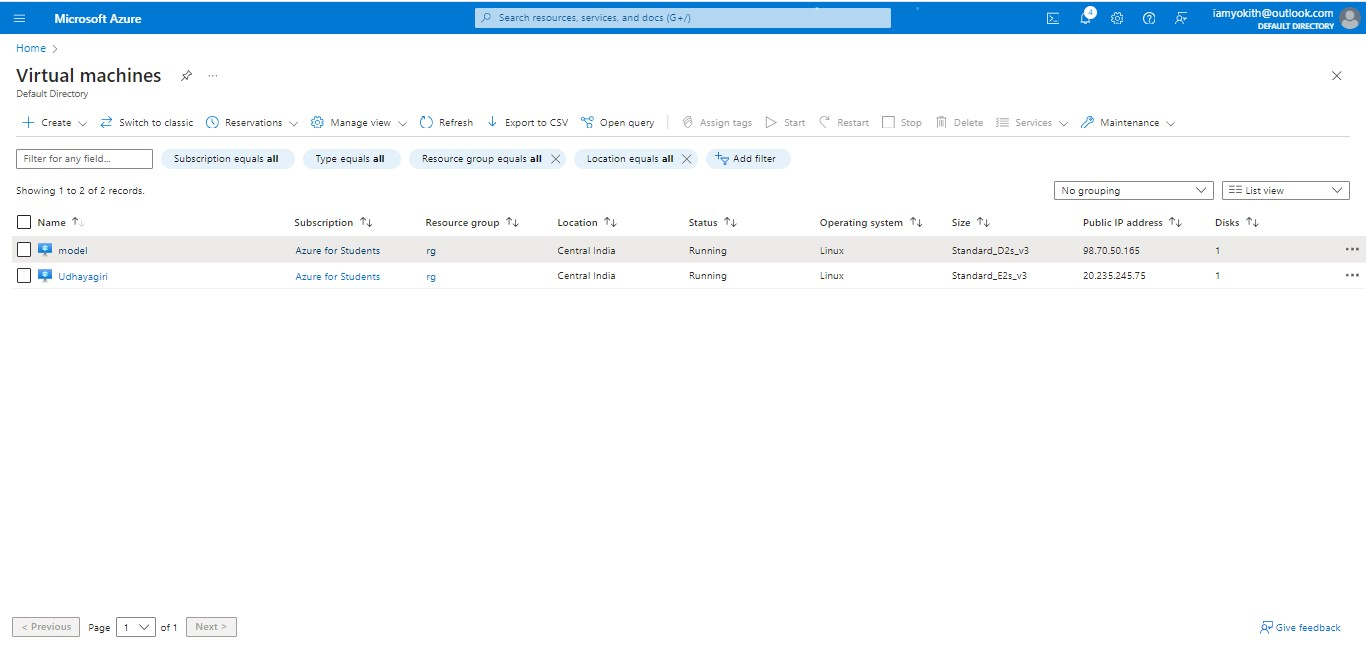 Microsoft Azure
Search resources, services, and docs (G+/)
4
iamyokith@outlook.com
DEFAULT DIRECTORY
Home
Virtual machines
Default Directory
Create
Switch to classic
Reservations
Manage view
Refresh
Export to CSV
Open query
Assign tags
Start
Restart
Stop
Delete
Services
Maintenance
Filter for any field...
Subscription equals all
Type equals all
Resource group equals all
Location equals all
Add filter
Showing 1 to 2 of 2 records.
No grouping
List view
Name Subscription Resource group Location Status Operating system Size Public IP address Disks
model Azure for Students rg Central India Running Linux Standard_D2s_v3 98.70.50.165 1
Udhayagiri Azure for Students rg Central India Running Linux Standard_E2s_v3 20.235.245.75 1
< Previous Page 1 of 1 Next >
Give feedback